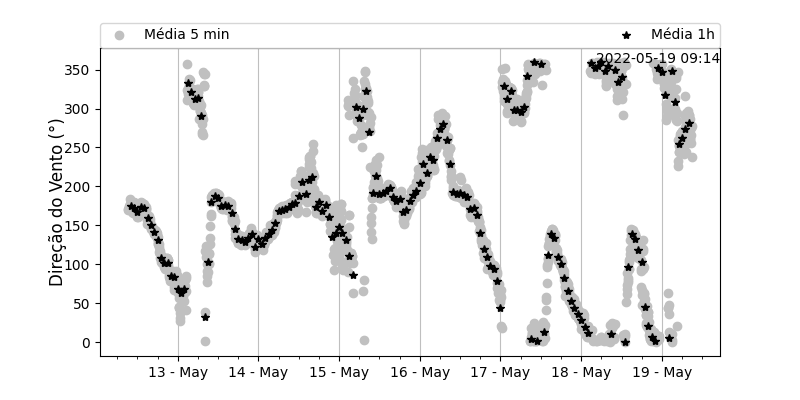 Média 5 min
Média 1h
2022-05-19 09:14
Direção do Vento (°)
350
300
250
200
150
100
50
0
13 - May
14 - May
15 - May
16 - May
17 - May
18 - May
19 - May